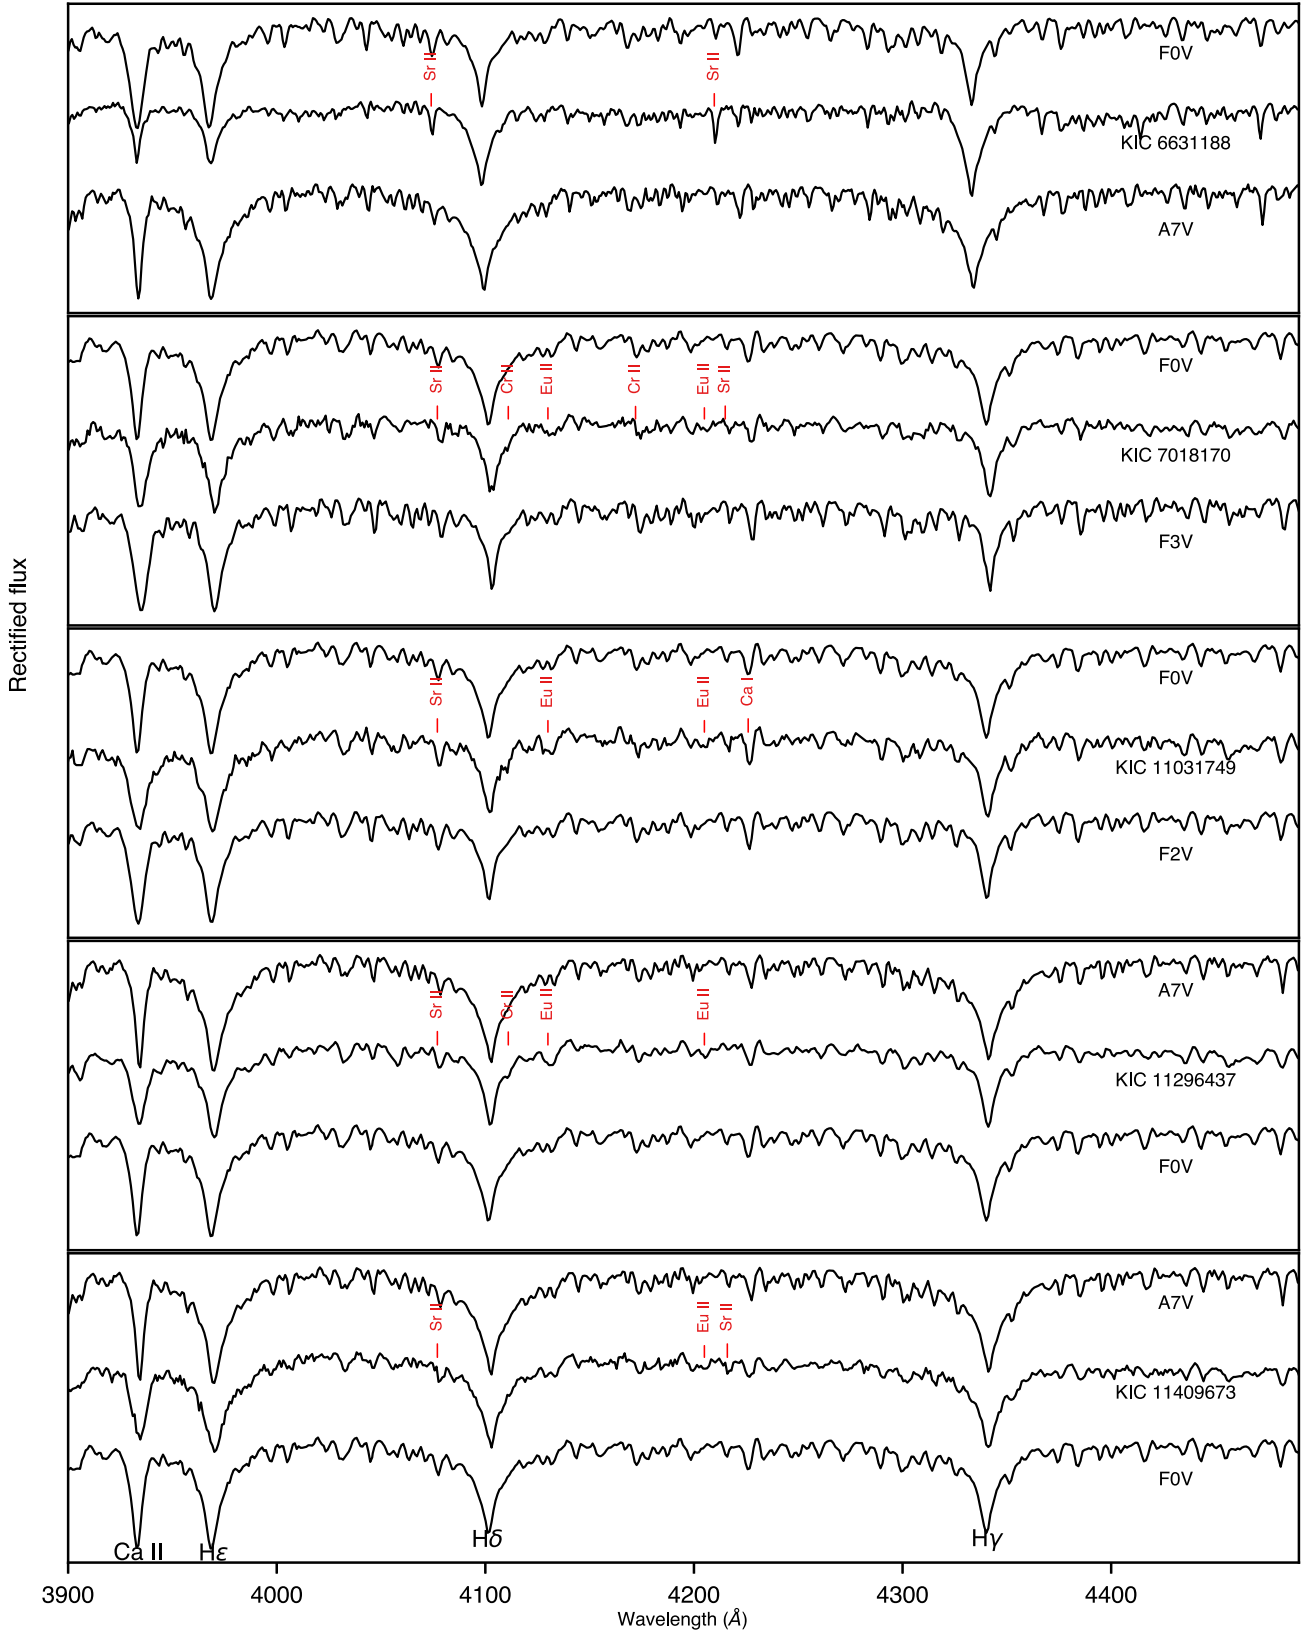 F0V
Sr II
Sr II
KIC 6631188
A7V
F0V
Sr II
Cr II
Eu II
Cr II
Eu II
Sr II
KIC 7018170
F3V
Rectified flux
F0V
Sr II
Eu II
Eu II
Ca I
KIC 11031749
F2V
A7V
Sr II
Cr II
Eu II
Eu II
KIC 11296437
F0V
A7V
Sr II
Eu II
Sr II
KIC 11409673
F0V
Ca II
Hε
Hδ
Hγ
3900
4000
4100
4200
4300
4400
Wavelength (Å)